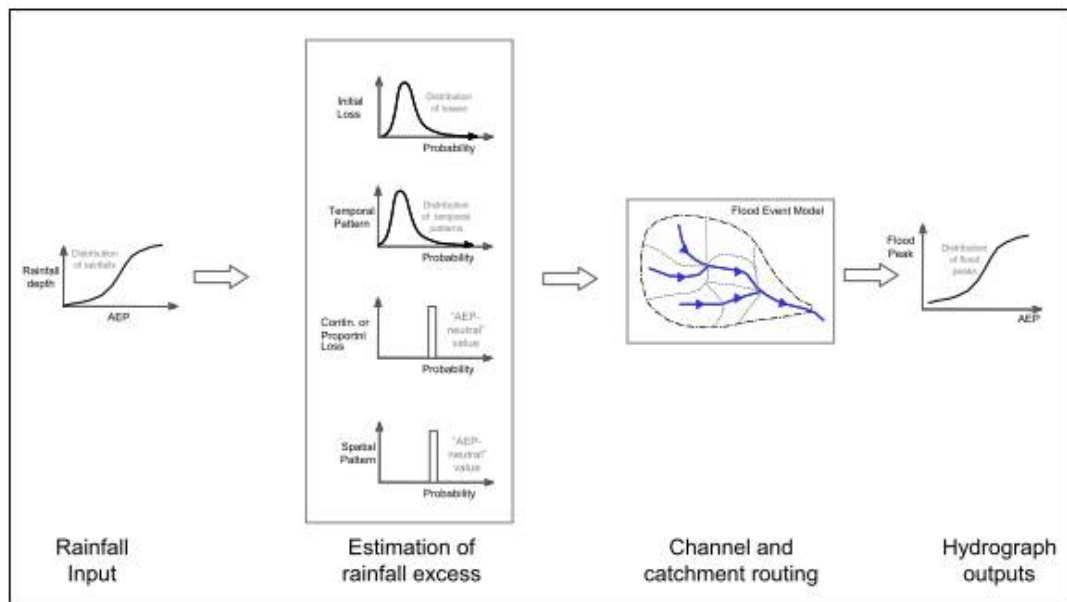 Initial
Loss
Distribution
of losses
Probability
Temporal
Pattern
Distribution
of temporal
patterns
Probability
Rainfall
depth
Distribution
of rainfalls
AEP
Contin. or
Proportnl
Loss
"AEP-
neutral"
value
Probability
Spatial
Pattern
"AEP-
neutral"
value
Probability
Flood Event Model
Flood
Peak
Distribution
of flood
peaks
AEP
Rainfall
Input
Estimation of
rainfall excess
Channel and
catchment routing
Hydrograph
outputs